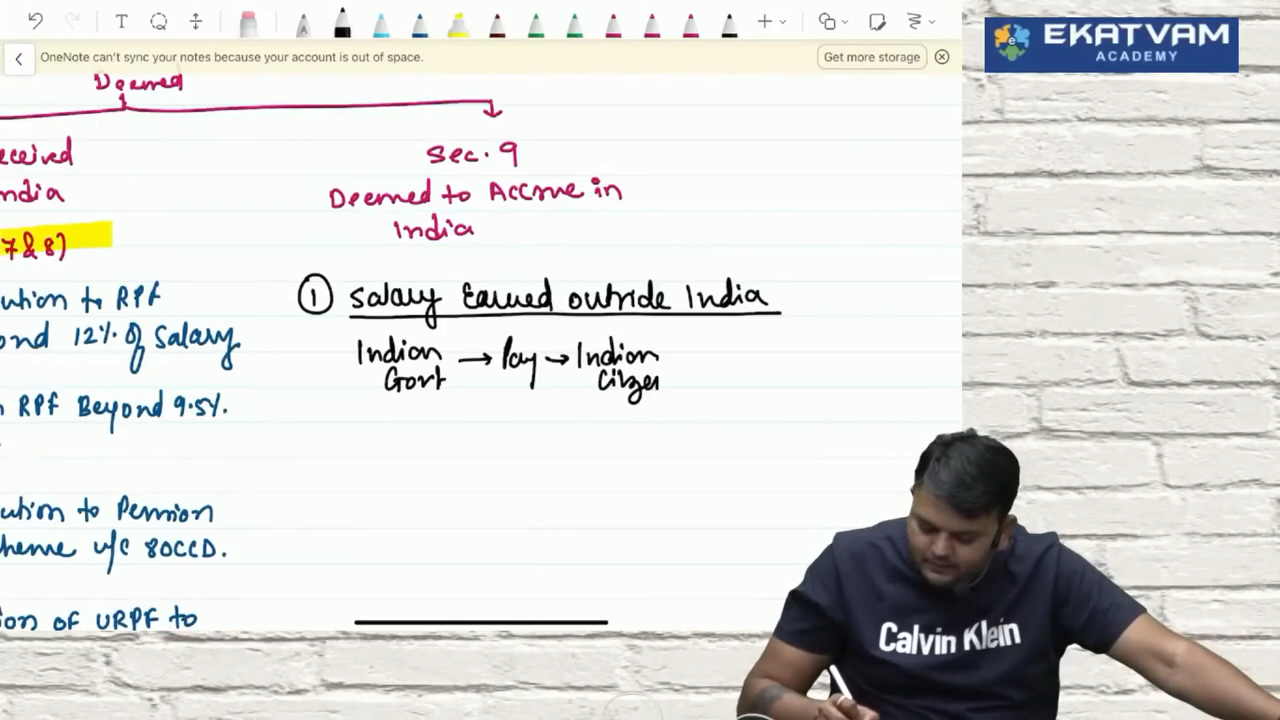 OneNote can't sync your notes because your account is out of space.
Get more storage
EKATVAM
ACADEMY
Deemed
eceived
ndia
7 & 8)
ution to RPF
ond 12% of salary
RPF Beyond 9.5%.
ution to Pension
heme u/c 80CCD.
ion of URPF to
Sec. 9
Deemed to Accrue in
India
① Salary Earned outside India
Indian → Pay → Indian
Govt
Calvin Klein